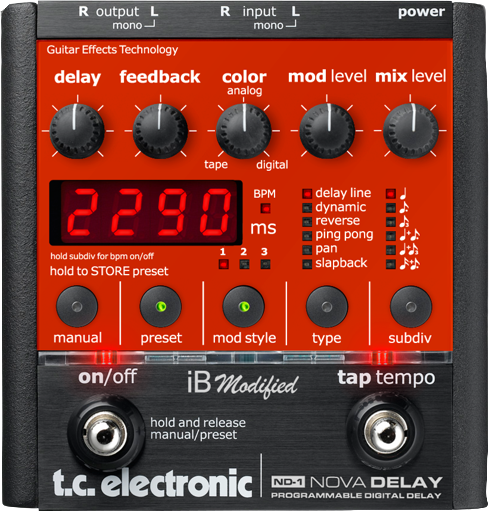 R output L R input L power
mono mono
Guitar Effects Technology
delay feedback color mod level mix level
analog
tape digital
2290
BPM
ms
delay line
dynamic
reverse
ping pong
pan
slapback
hold subdiv for bpm on/off
hold to STORE preset
1 2 3
manual preset mod style type subdiv
on/off iB Modified tap tempo
hold and release
manual/preset
t.c. electronic
ND-1 NOVA DELAY
PROGRAMMABLE DIGITAL DELAY